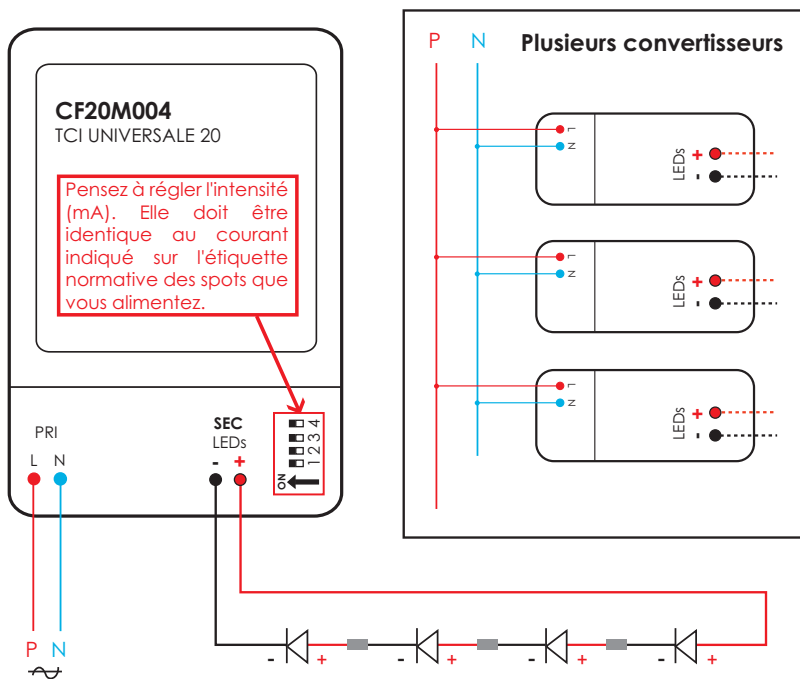 CF20M004
TCI UNIVERSALE 20
Pensez à régler l'intensité
(mA). Elle doit être
identique au courant
indiqué sur l'étiquette
normative des spots que
vous alimentez.
PRI
L N
SEC
LEDs
- +
1 2 3 4
ON
P N
- + - + - + - +
P N Plusieurs convertisseurs
L
N
LEDs
+
-
L
N
LEDs
+
-
L
N
LEDs
+
-